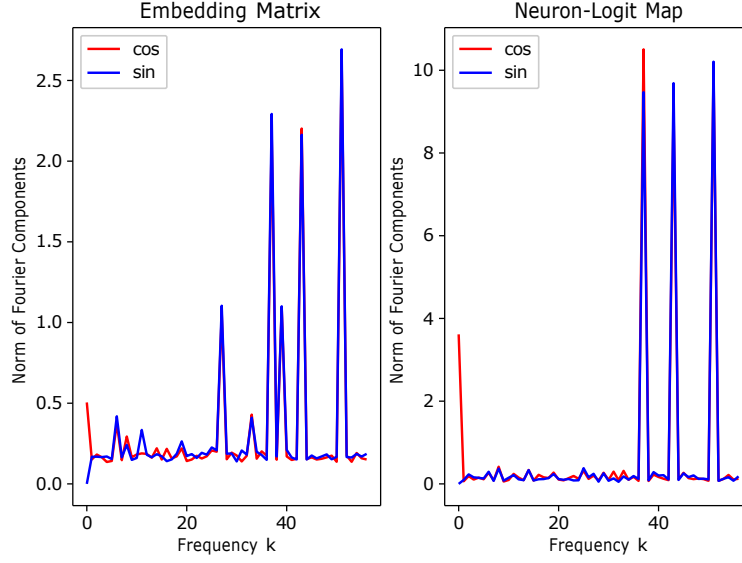 Embedding Matrix
cos
sin
Norm of Fourier Components
2.5
2.0
1.5
1.0
0.5
0.0
0
20
40
Frequency k
Neuron-Logit Map
cos
sin
Norm of Fourier Components
10
8
6
4
2
0
0
20
40
Frequency k